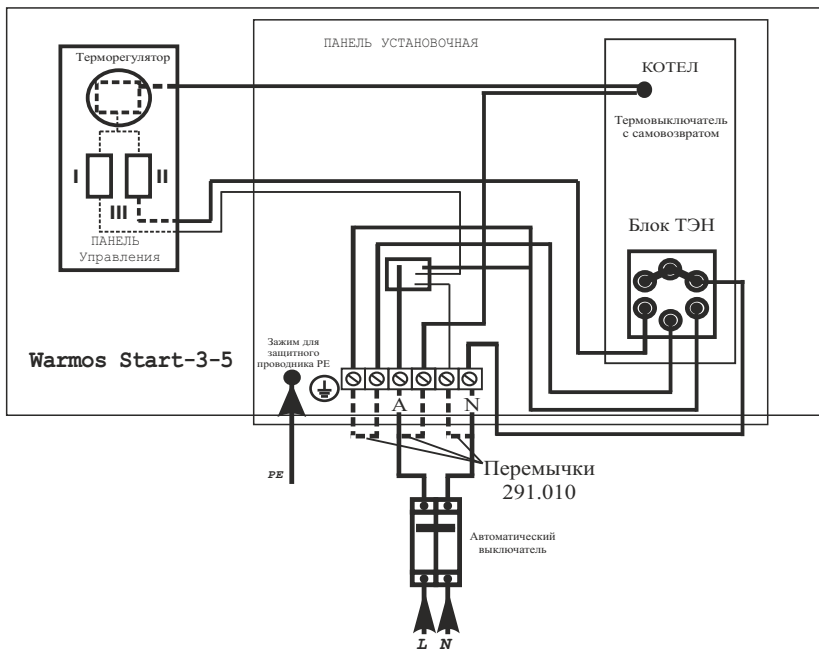 ПАНЕЛЬ УСТАНОВОЧНАЯ
Терморегулятор
КОТЕЛ
Термовыключатель
с самовозвратом
I
II
III
ПАНЕЛЬ
Управления
Блок ТЭН
Warmos Start-3-5
Зажим для
защитного
проводника PE
A
N
PE
Перемычки
291.010
Автоматический
выключатель
L
N